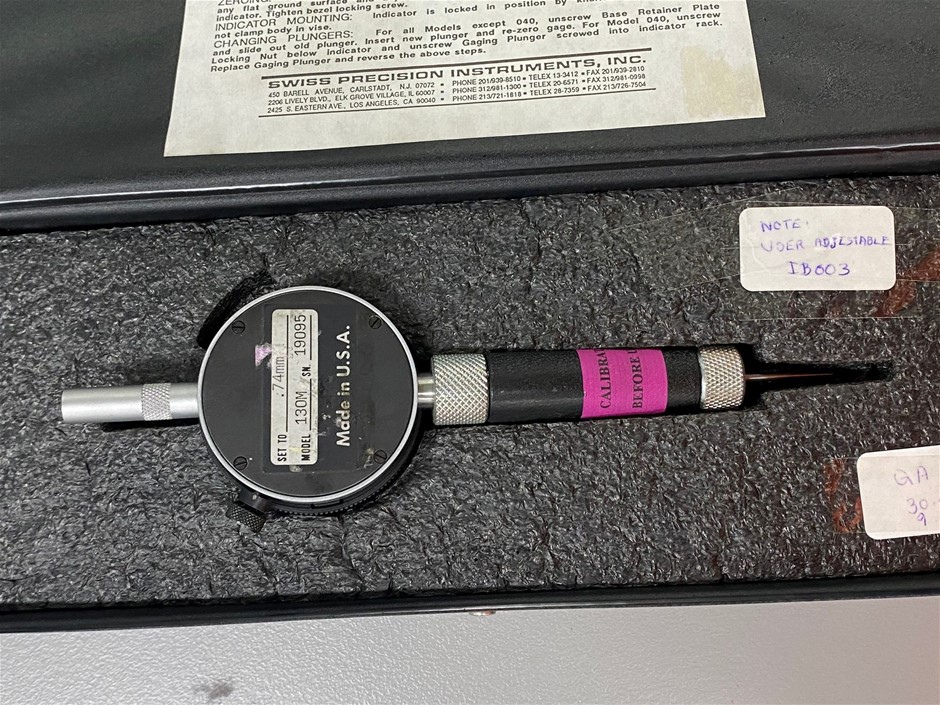 ZEROING:
any flat ground surface and
indicator. Tighten bezel locking screw.
INDICATOR MOUNTING: Indicator is locked in position by
not clamp body in vise.
CHANGING PLUNGERS: For all Models except 040, unscrew Base Retainer Plate
and slide out old plunger. Insert new plunger and re-zero gage. For Model 040, unscrew
Locking Nut below Indicator and unscrew Gaging Plunger screwed into Indicator rack.
Replace Gaging Plunger and reverse the above steps.
SWISS PRECISION INSTRUMENTS, INC.
450 BARELL AVENUE, CARLSTADT, N.J. 07072 • PHONE 201/939-8510 • TELEX 13-3412 • FAX 201/939-2810
2206 LIVELY BLVD., ELK GROVE VILLAGE, IL 60007 • PHONE 312/981-1300 • TELEX 20-6571 • FAX 312/981-0998
2425 S. EASTERN AVE., LOS ANGELES, CA 90040 • PHONE 213/721-1818 • TELEX 28-7359 • FAX 213/726-7504
NOTE.
USER ADJESTABLE
IB003
SET TO .74mm
MODEL 130M SN. 19095
Made in U.S.A.
CALIBRA
BEFORE U
QA
30.
9